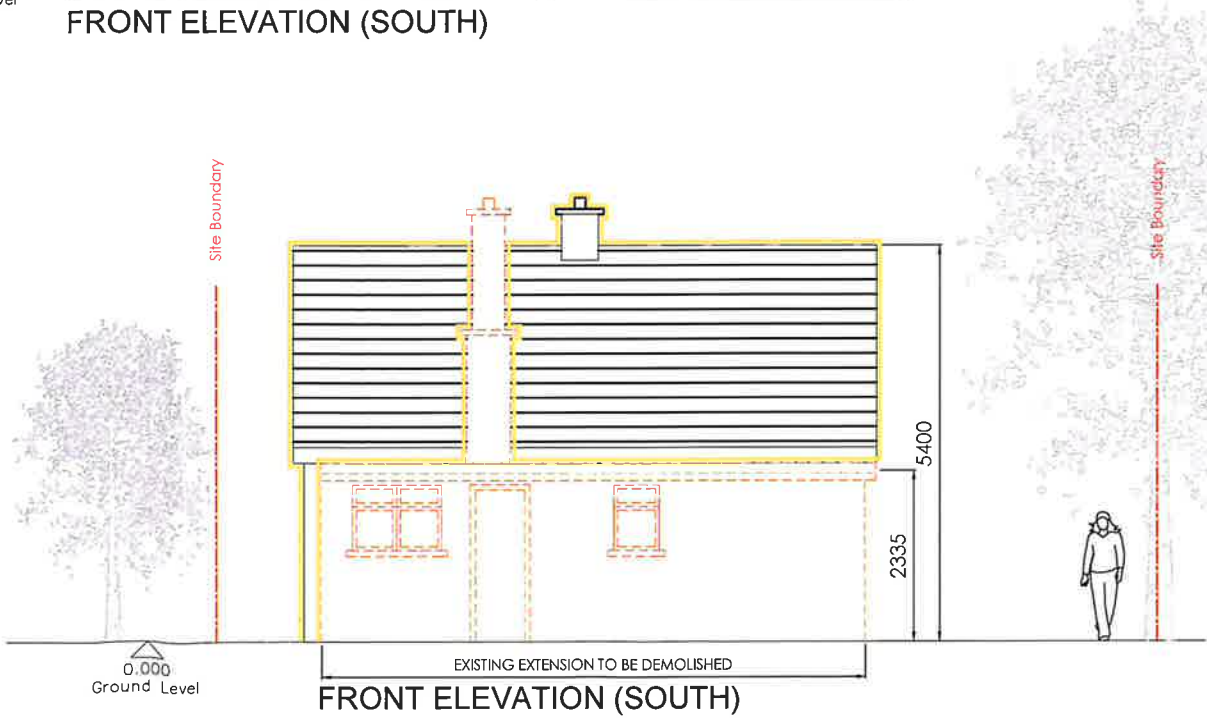 FRONT ELEVATION (SOUTH)
Site Boundary
Site Boundary
5400
2335
0.000
Ground Level
EXISTING EXTENSION TO BE DEMOLISHED
FRONT ELEVATION (SOUTH)